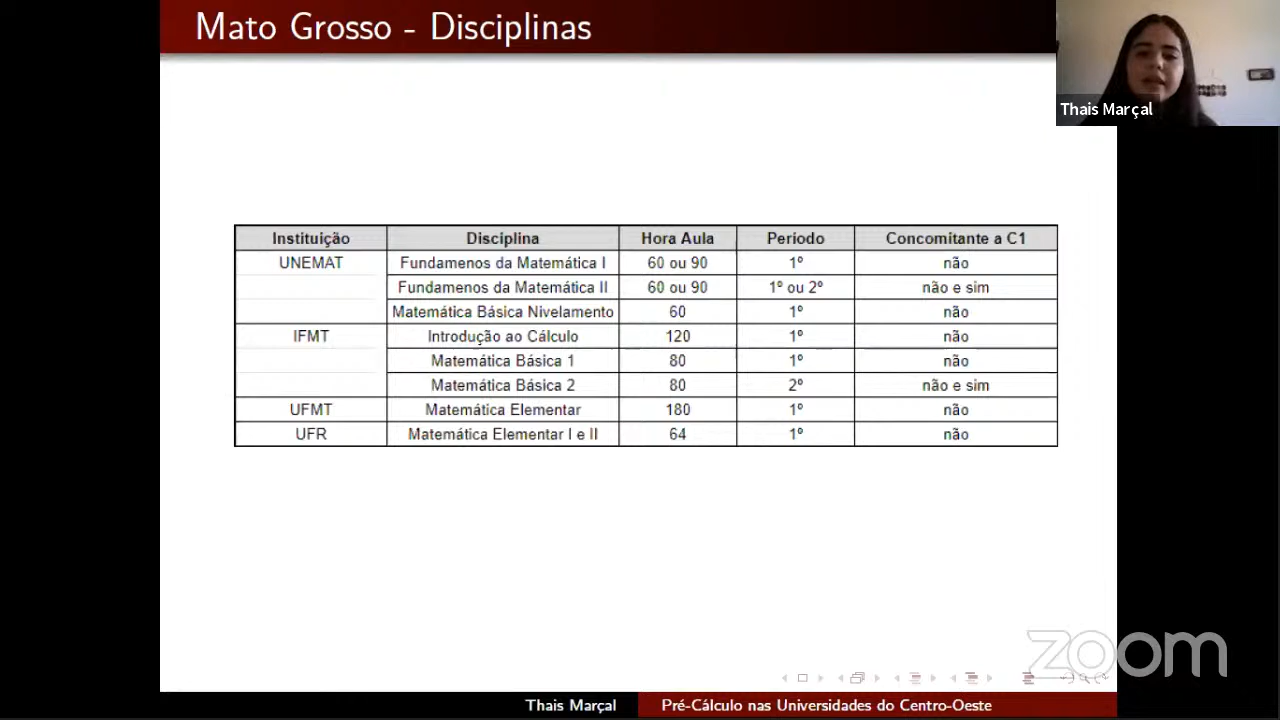 Mato Grosso - Disciplinas
Thais Marçal
Instituição Disciplina Hora Aula Período Concomitante a C1
UNEMAT Fundamenos da Matemática I 60 ou 90 1º não
Fundamenos da Matemática II 60 ou 90 1º ou 2º não e sim
Matemática Básica Nivelamento 60 1º não
IFMT Introdução ao Cálculo 120 1º não
Matemática Básica 1 80 1º não
Matemática Básica 2 80 2º não e sim
UFMT Matemática Elementar 180 1º não
UFR Matemática Elementar I e II 64 1º não
zoom
Thais Marçal Pré-Cálculo nas Universidades do Centro-Oeste